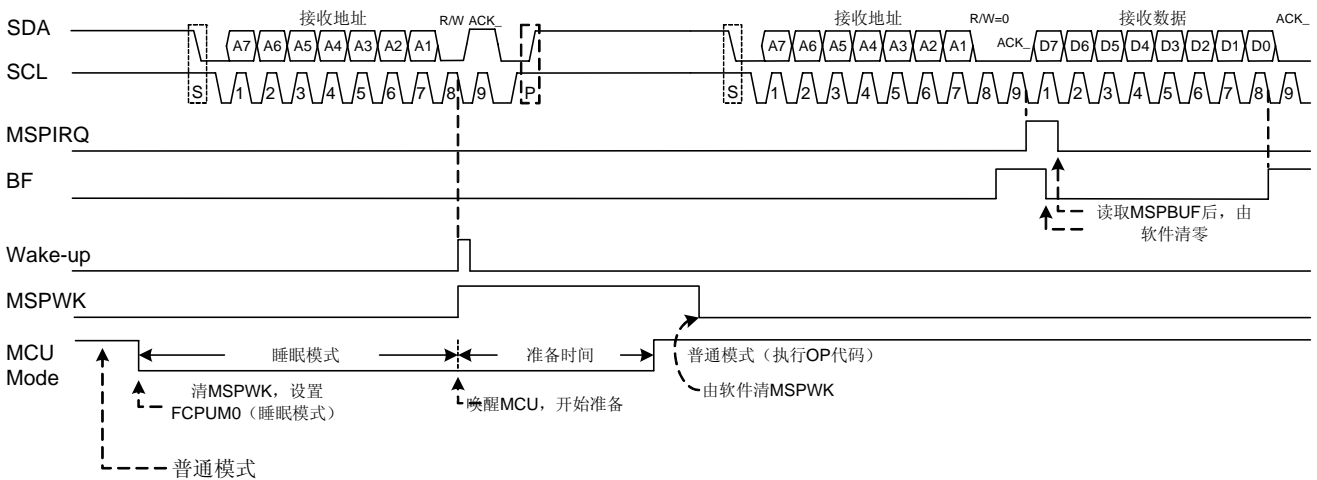 接收地址 R/W ACK_ 接收地址 R/W=0 接收数据 ACK_
SDA A7 A6 A5 A4 A3 A2 A1 A7 A6 A5 A4 A3 A2 A1 ACK_ D7 D6 D5 D4 D3 D2 D1 D0
SCL S 1 2 3 4 5 6 7 8 9 P S 1 2 3 4 5 6 7 8 9 1 2 3 4 5 6 7 8 9
MSPIRQ
BF
读取MSPBUF后，由
软件清零
Wake-up
MSPWK
MCU
Mode
睡眠模式 准备时间 普通模式（执行OP代码）
清MSPWK，设置
FCPUM0（睡眠模式）
唤醒MCU，开始准备
由软件清MSPWK
普通模式